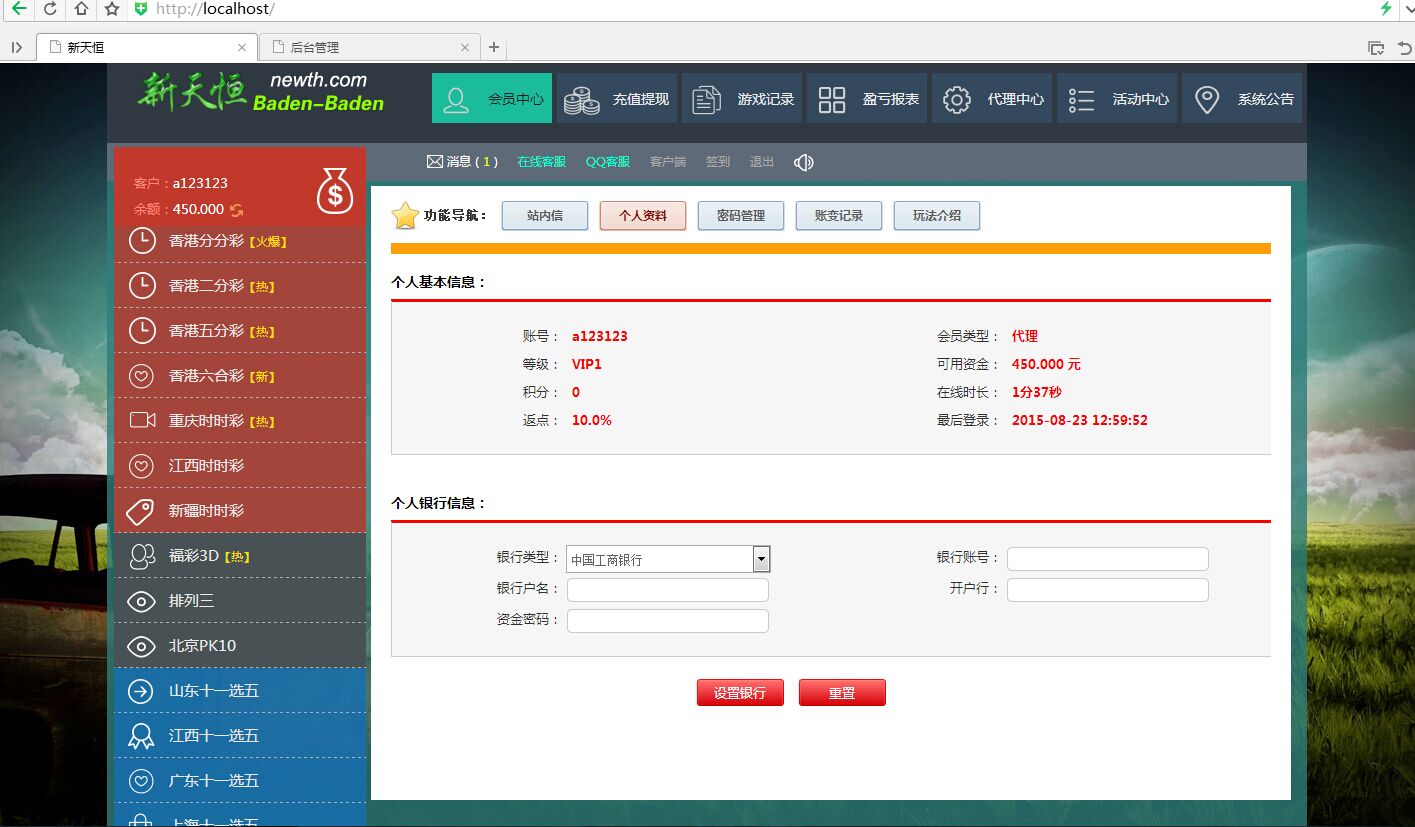 http://localhost/
新天恒
后台管理
新天恒 newth.com
Baden-Baden
会员中心 充值提现 游戏记录 盈亏报表 代理中心 活动中心 系统公告
消息 ( 1 ) 在线客服 QQ客服 客户端 签到 退出
客户：a123123
余额：450.000
香港分分彩【火爆】
香港二分彩【热】
香港五分彩【热】
香港六合彩【新】
重庆时时彩【热】
江西时时彩
新疆时时彩
福彩3D【热】
排列三
北京PK10
山东十一选五
江西十一选五
广东十一选五
上海十一选五
功能导航： 站内信 个人资料 密码管理 账变记录 玩法介绍
个人基本信息：
账号： a123123 会员类型： 代理
等级： VIP1 可用资金： 450.000 元
积分： 0 在线时长： 1分37秒
返点： 10.0% 最后登录： 2015-08-23 12:59:52
个人银行信息：
银行类型： 中国工商银行 银行账号：
银行户名： 开户行：
资金密码：
设置银行 重置